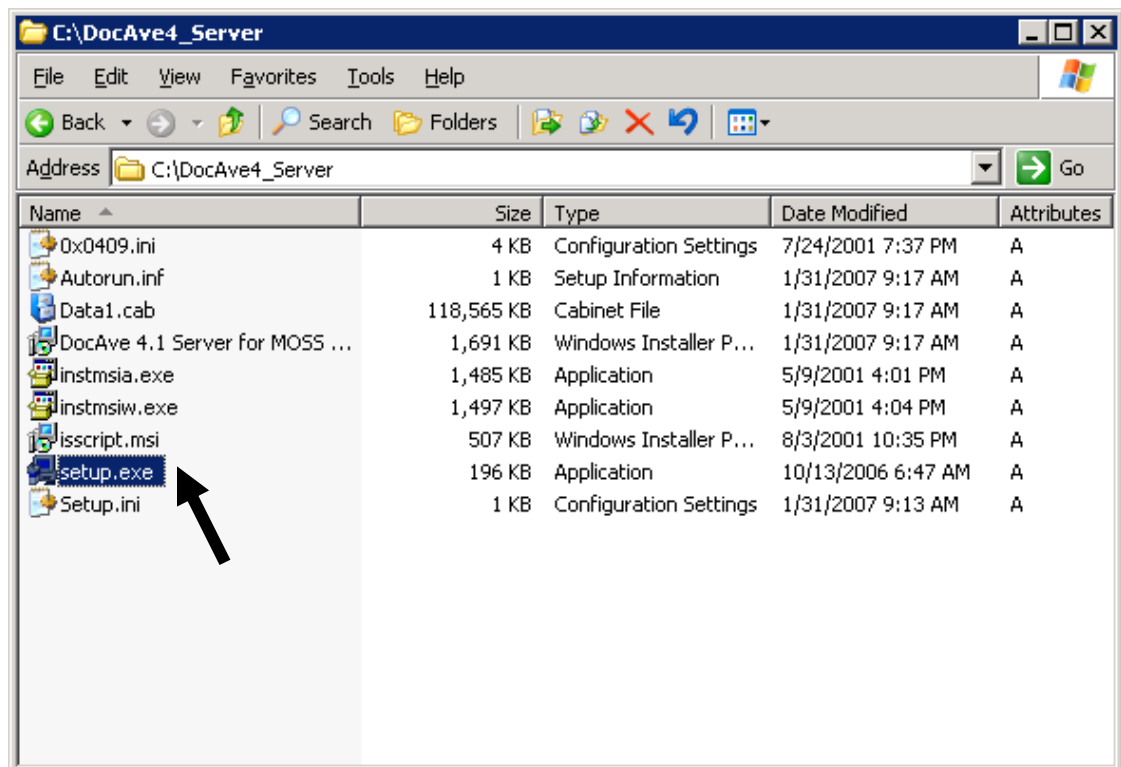 C:\DocAve4_Server
File Edit View Favorites Tools Help
Back Search Folders
Address C:\DocAve4_Server Go
Name Size Type Date Modified Attributes
0x0409.ini 4 KB Configuration Settings 7/24/2001 7:37 PM A
Autorun.inf 1 KB Setup Information 1/31/2007 9:17 AM A
Data1.cab 118,565 KB Cabinet File 1/31/2007 9:17 AM A
DocAve 4.1 Server for MOSS ... 1,691 KB Windows Installer P... 1/31/2007 9:17 AM A
instmsia.exe 1,485 KB Application 5/9/2001 4:01 PM A
instmsiw.exe 1,497 KB Application 5/9/2001 4:04 PM A
isscript.msi 507 KB Windows Installer P... 8/3/2001 10:35 PM A
setup.exe 196 KB Application 10/13/2006 6:47 AM A
Setup.ini 1 KB Configuration Settings 1/31/2007 9:13 AM A